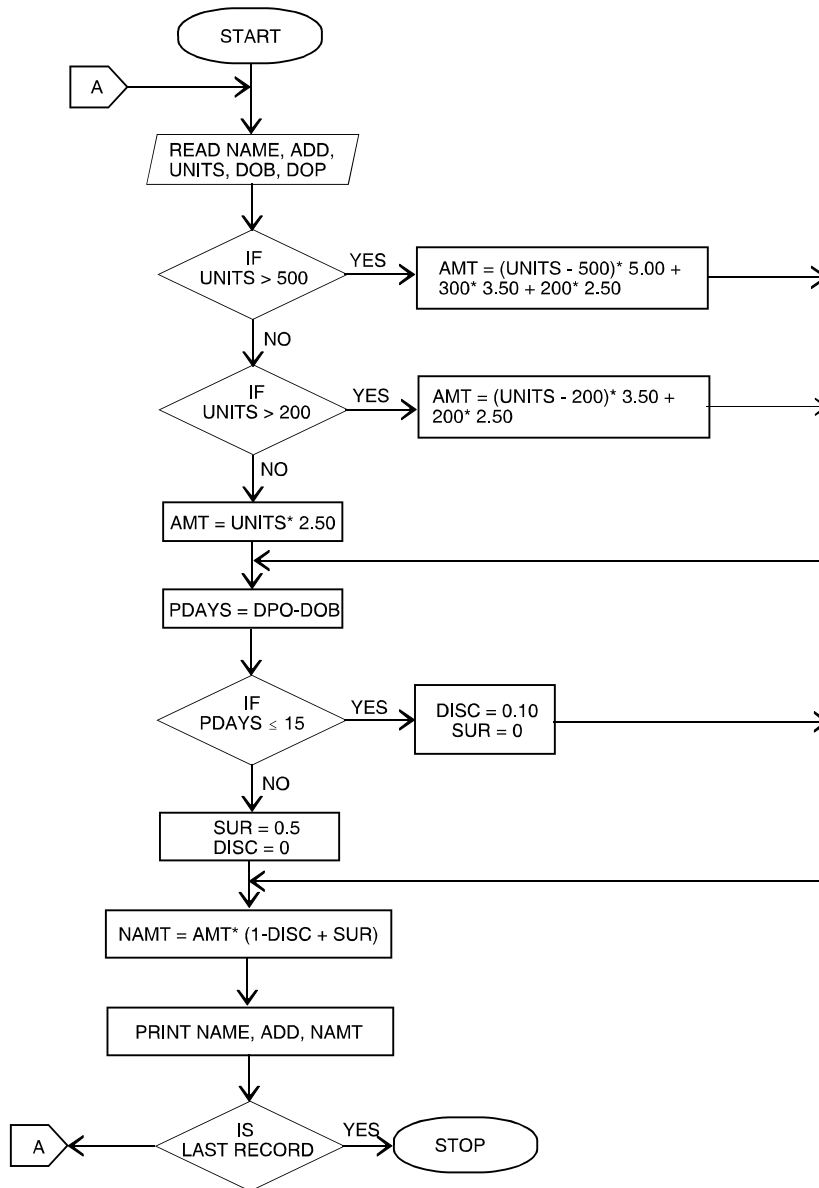 START
A
READ NAME, ADD,
UNITS, DOB, DOP
IF
UNITS > 500
YES
AMT = (UNITS - 500)* 5.00 +
300* 3.50 + 200* 2.50
NO
IF
UNITS > 200
YES
AMT = (UNITS - 200)* 3.50 +
200* 2.50
NO
AMT = UNITS* 2.50
PDAYS = DPO-DOB
IF
PDAYS ≤ 15
YES
DISC = 0.10
SUR = 0
NO
SUR = 0.5
DISC = 0
NAMT = AMT* (1-DISC + SUR)
PRINT NAME, ADD, NAMT
A
IS
LAST RECORD
YES
STOP